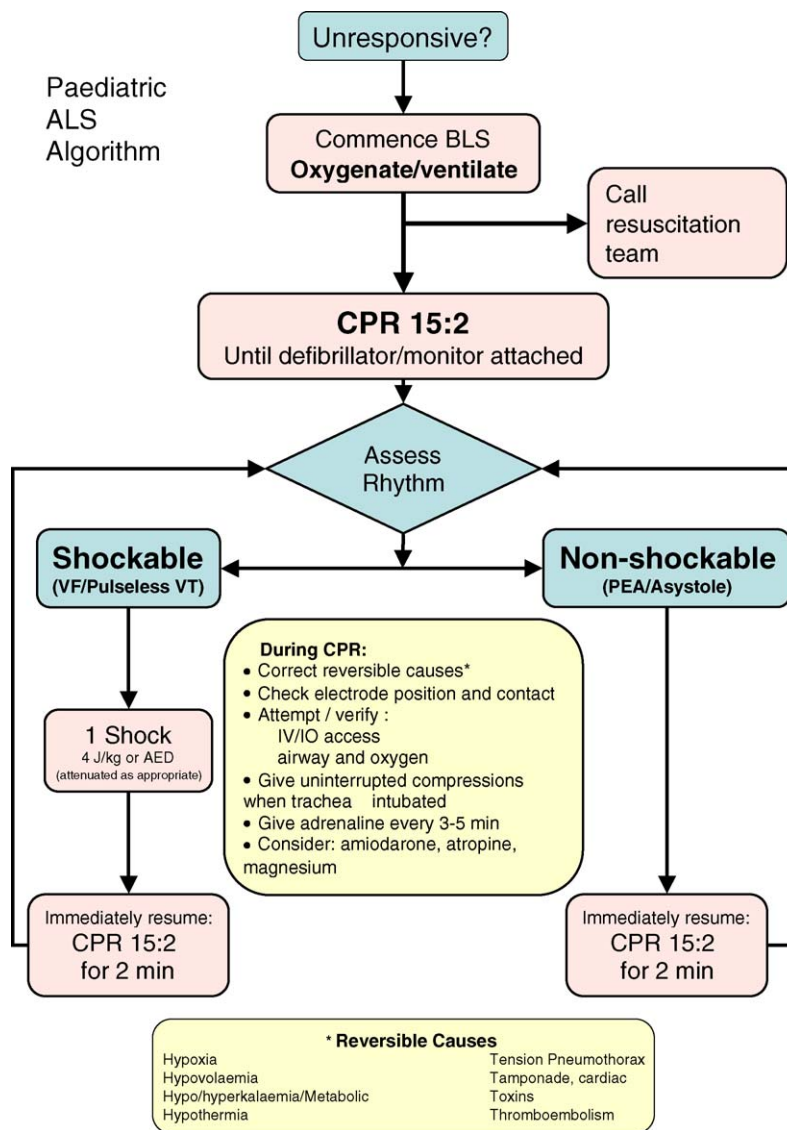 Unresponsive?
Paediatric
ALS
Algorithm
Commence BLS
Oxygenate/ventilate
Call
resuscitation
team
CPR 15:2
Until defibrillator/monitor attached
Assess
Rhythm
Shockable
(VF/Pulseless VT)
Non-shockable
(PEA/Asystole)
1 Shock
4 J/kg or AED
(attenuated as appropriate)
During CPR:
• Correct reversible causes*
• Check electrode position and contact
• Attempt / verify :
IV/IO access
airway and oxygen
• Give uninterrupted compressions
when trachea intubated
• Give adrenaline every 3-5 min
• Consider: amiodarone, atropine,
magnesium
Immediately resume:
CPR 15:2
for 2 min
Immediately resume:
CPR 15:2
for 2 min
* Reversible Causes
Hypoxia
Hypovolaemia
Hypo/hyperkalaemia/Metabolic
Hypothermia
Tension Pneumothorax
Tamponade, cardiac
Toxins
Thromboembolism